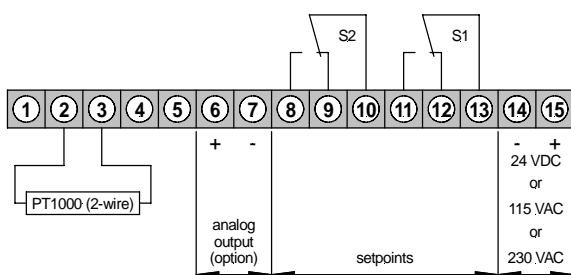 S2 S1
1 2 3 4 5 6 7 8 9 10 11 12 13 14 15
+ - - +
PT1000 (2-wire)
analog
output
(option)
setpoints
24 VDC
or
115 VAC
or
230 VAC